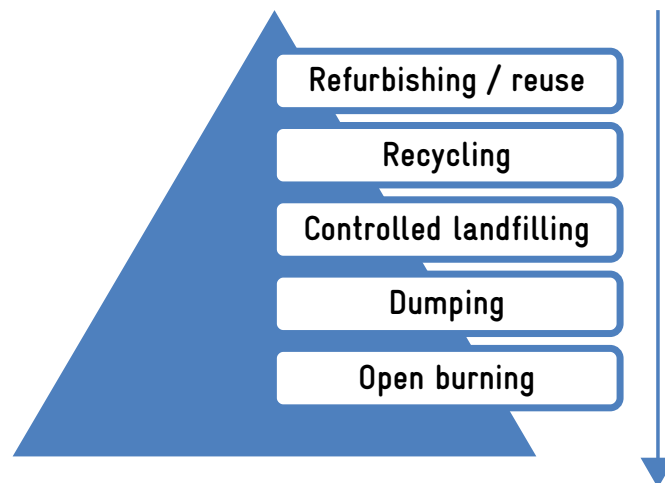 Refurbishing / reuse
Recycling
Controlled landfilling
Dumping
Open burning